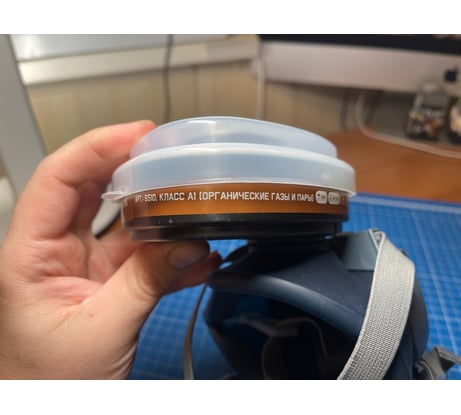 АРТ: 6510. КЛАСС А1 (ОРГАНИЧЕСКИЕ ГАЗЫ И ПАРЫ)